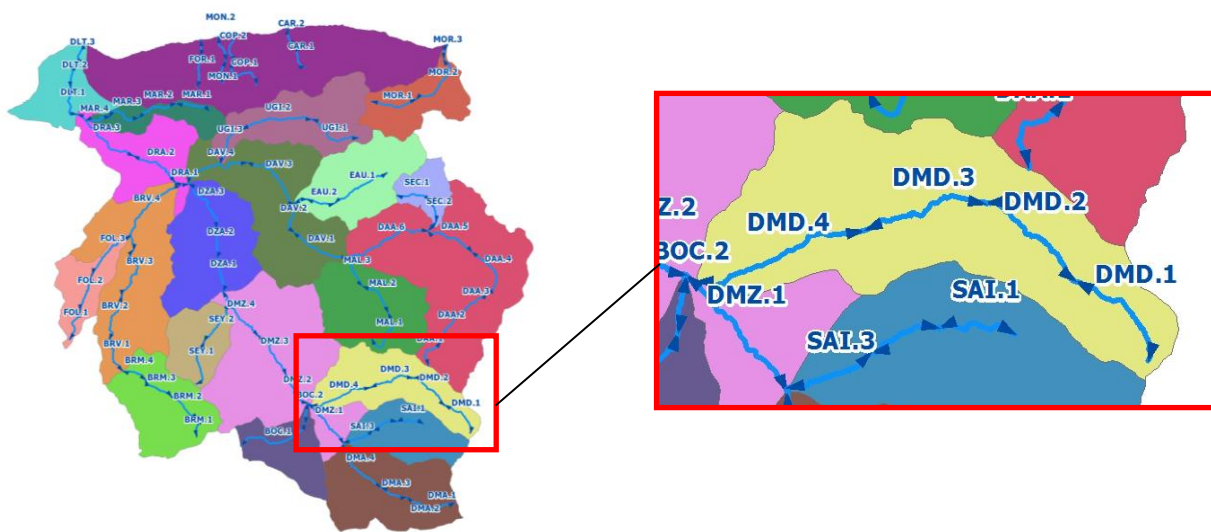 MON.2
CAR.2
COP.2
MOR.3
DLT.3
CAR.1
FOR.1
COP.1
DLT.2
MON.1
MOR.2
DLT.1
MAR.2
MAR.1
MOR.1
MAR.3
MAR.4
UGI.2
DRA.3
UGI.3
UGI.1
DRA.2
DAV.4
DAV.3
DRA.1
EAU.1
SEC.1
DZA.3
EAU.2
BRV.4
SEC.2
DAV.2
DZA.2
DAA.6
DAA.5
FOL.3
DAV.1
BRV.3
DZA.1
MAL.3
DAA.4
FOL.2
MAL.2
DAA.3
BRV.2
DMZ.4
FOL.1
SEY.2
DAA.2
MAL.1
BRV.1
DMZ.3
SEY.1
BRM.4
DMD.3
BRM.3
DMZ.2
DMD.2
DMD.4
BRM.2
BOC.2
DMD.1
DMZ.1
SAI.1
BRM.1
SAI.3
BOC.1
DMA.4
DMA.3
DMA.1
DMA.2
DMD.3
DMD.2
Z.2
DMD.4
BOC.2
DMD.1
DMZ.1
SAI.1
SAI.3